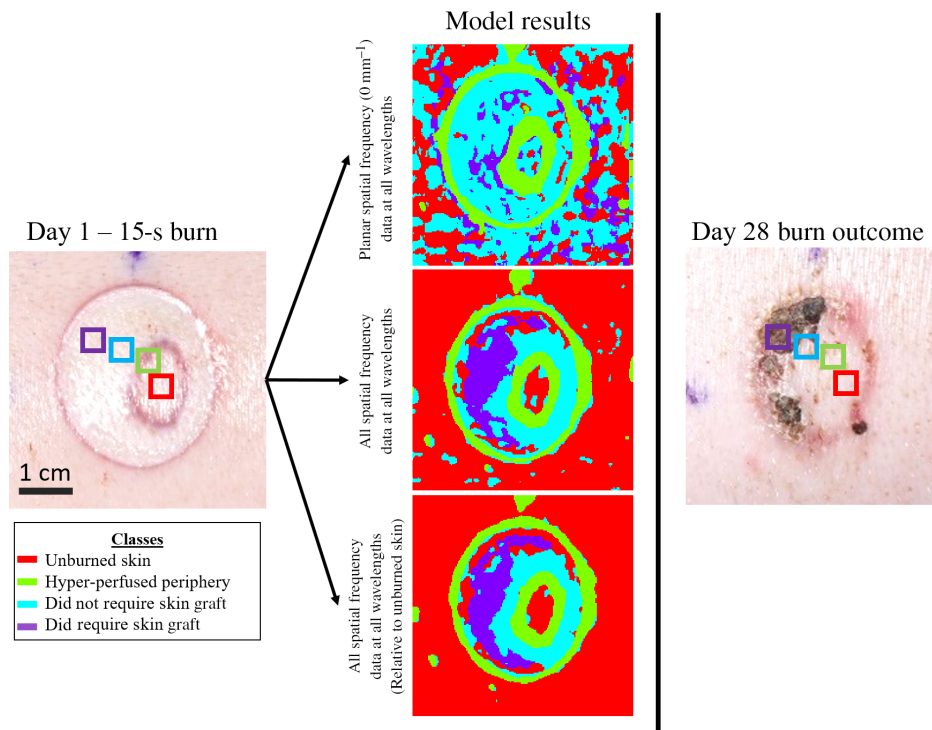 Model results
Planar spatial frequency (0 mm⁻¹)
data at all wavelengths
Day 1 – 15-s burn
1 cm
Classes
Unburned skin
Hyper-perfused periphery
Did not require skin graft
Did require skin graft
All spatial frequency
data at all wavelengths
All spatial frequency
data at all wavelengths
(Relative to unburned skin)
Day 28 burn outcome